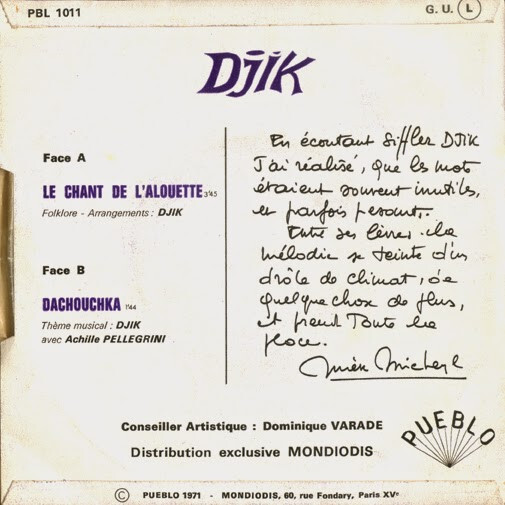 PBL 1011
G. U. L
DJIK
Face A
LE CHANT DE L'ALOUETTE 3'45
Folklore - Arrangements : DJIK
Face B
DACHOUCHKA 1'44
Thème musical : DJIK
avec Achille PELLEGRINI
En écoutant Siffler DJIK
J'ai réalisé, que les mots
étaient souvent inutiles,
et parfois pesants.
Entre ses lèvres la
mélodie se teinte d'un
drôle de climat, de
quelque chose de plus,
et prend Toute la
place.
Mick Micheyl
Conseiller Artistique : Dominique VARADE
Distribution exclusive MONDIODIS
PUEBLO
© PUEBLO 1971 - MONDIODIS, 60, rue Fondary, Paris XVe